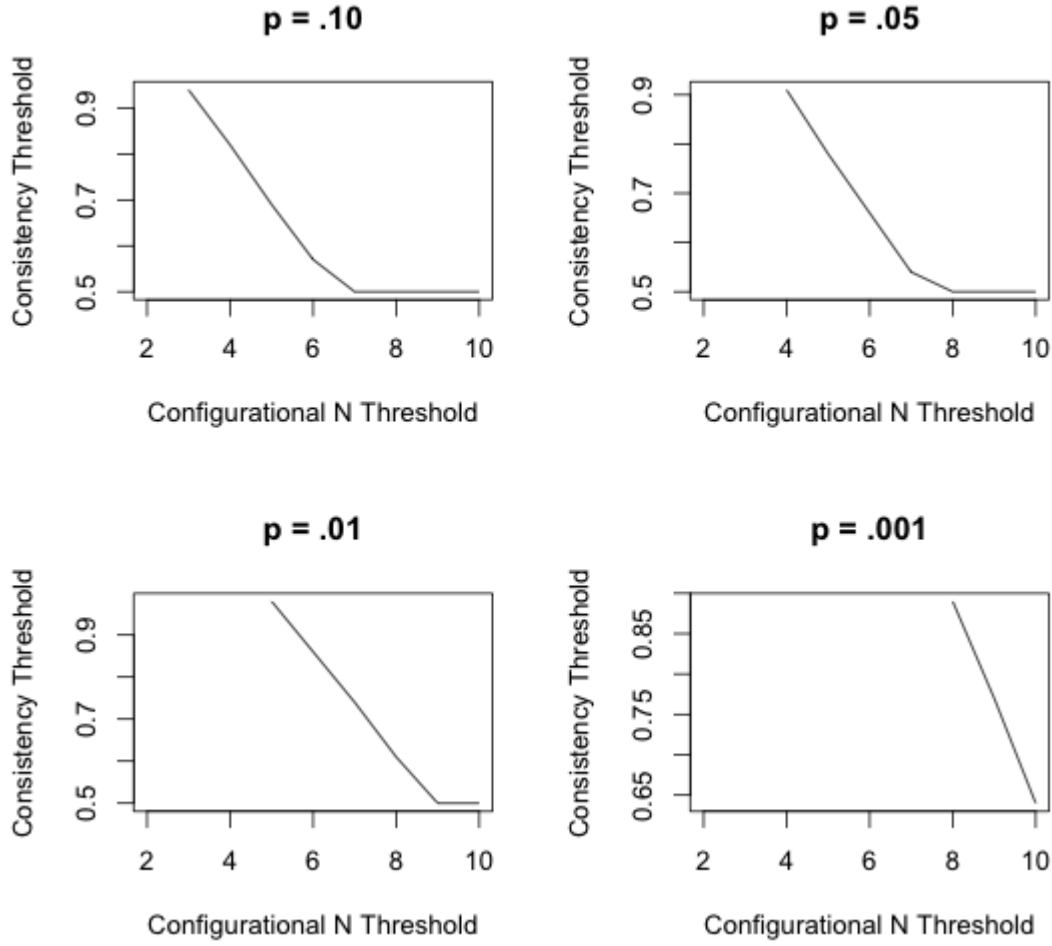 p = .10
Consistency Threshold
0.5 0.7 0.9
2 4 6 8 10
Configurational N Threshold
p = .05
Consistency Threshold
0.5 0.7 0.9
2 4 6 8 10
Configurational N Threshold
p = .01
Consistency Threshold
0.5 0.7 0.9
2 4 6 8 10
Configurational N Threshold
p = .001
Consistency Threshold
0.65 0.75 0.85
2 4 6 8 10
Configurational N Threshold